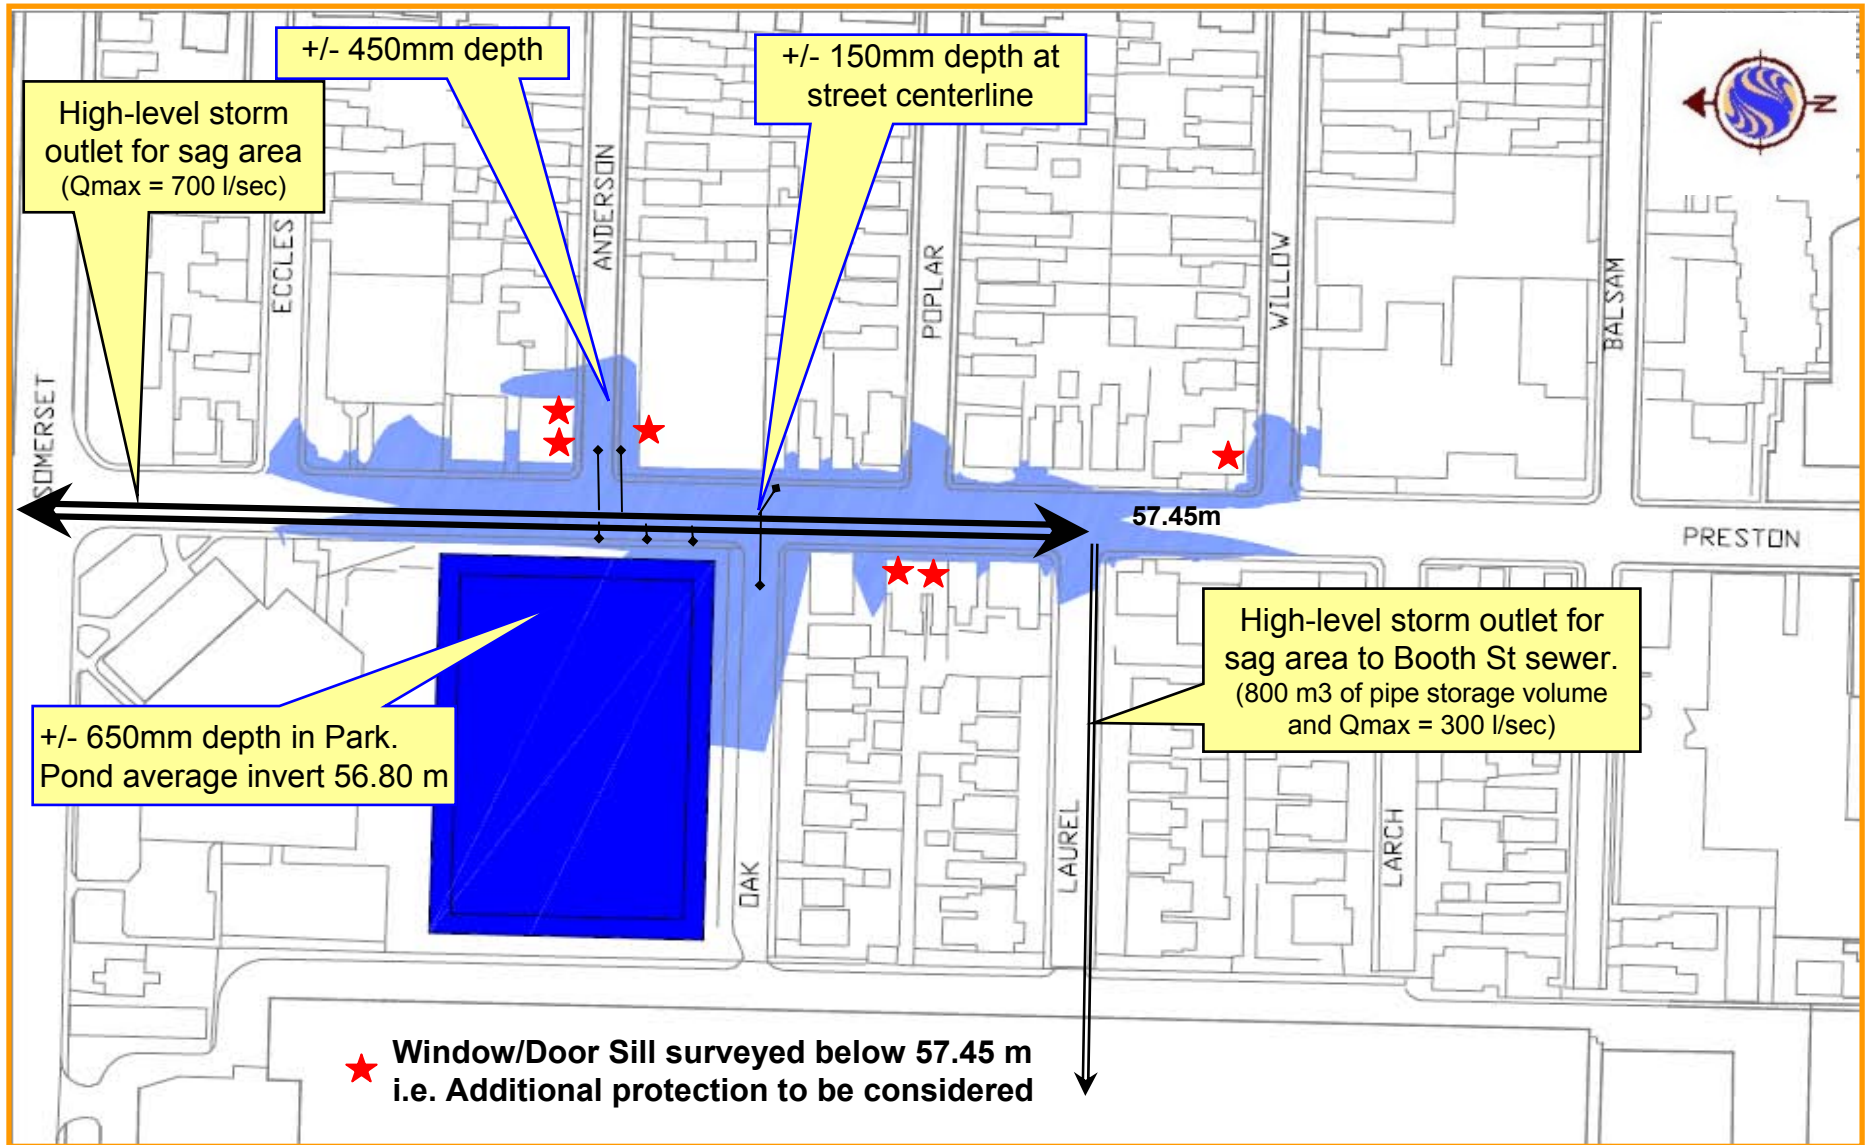 +/- 450mm depth
+/- 150mm depth at
street centerline
High-level storm
outlet for sag area
(Qmax = 700 l/sec)
N
ECCLES
ANDERSON
POPLAR
WILLOW
BALSAM
SOMERSET
57.45m
PRESTON
High-level storm outlet for
sag area to Booth St sewer.
(800 m3 of pipe storage volume
and Qmax = 300 l/sec)
+/- 650mm depth in Park.
Pond average invert 56.80 m
OAK
LAUREL
LARCH
Window/Door Sill surveyed below 57.45 m
i.e. Additional protection to be considered